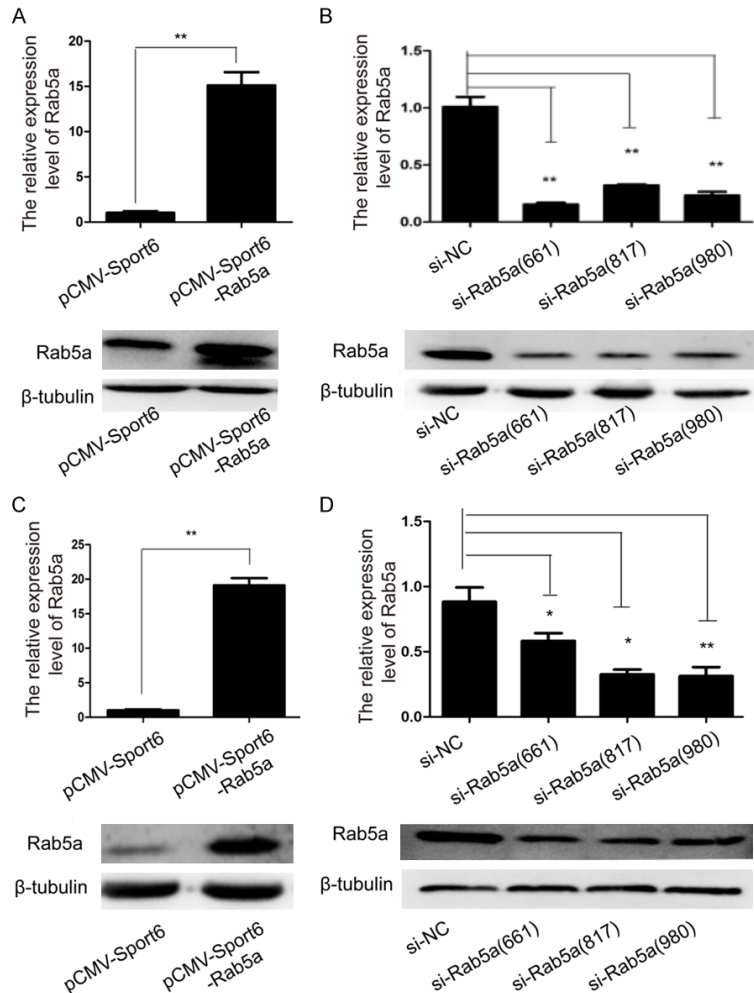 A
The relative expression
level of Rab5a
20
15
10
5
0
**
pCMV-Sport6
pCMV-Sport6
-Rab5a
Rab5a
β-tubulin
pCMV-Sport6
pCMV-Sport6
-Rab5a
B
The relative expression
level of Rab5a
1.5
1.0
0.5
0.0
**
**
**
si-NC
si-Rab5a(661)
si-Rab5a(817)
si-Rab5a(980)
Rab5a
β-tubulin
si-NC
si-Rab5a(661)
si-Rab5a(817)
si-Rab5a(980)
C
The relative expression
level of Rab5a
25
20
15
10
5
0
**
pCMV-Sport6
pCMV-Sport6
-Rab5a
Rab5a
β-tubulin
pCMV-Sport6
pCMV-Sport6
-Rab5a
D
The relative expression
level of Rab5a
1.5
1.0
0.5
0.0
*
*
**
si-NC
si-Rab5a(661)
si-Rab5a(817)
si-Rab5a(980)
Rab5a
β-tubulin
si-NC
si-Rab5a(661)
si-Rab5a(817)
si-Rab5a(980)